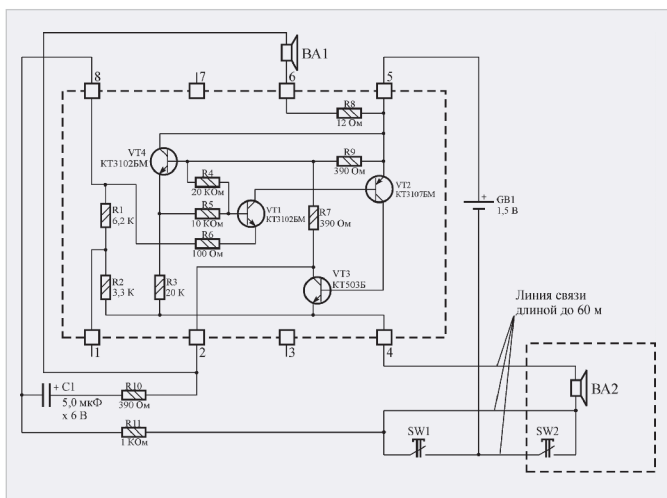 BA1
8
7
6
5
R8
12 Ом
VT4
КТ3102БМ
R9
390 Ом
R4
20 КОм
VT2
КТ3107БМ
VT1
КТ3102БМ
GB1
1,5 В
+
R1
6,2 К
R5
10 КОм
R7
390 Ом
R6
100 Ом
R2
3,3 К
R3
20 К
VT3
КТ503Б
Линия связи
длиной до 60 м
1
2
3
4
+ C1
5,0 мкФ
х 6 В
R10
390 Ом
BA2
R11
1 КОм
SW1
SW2